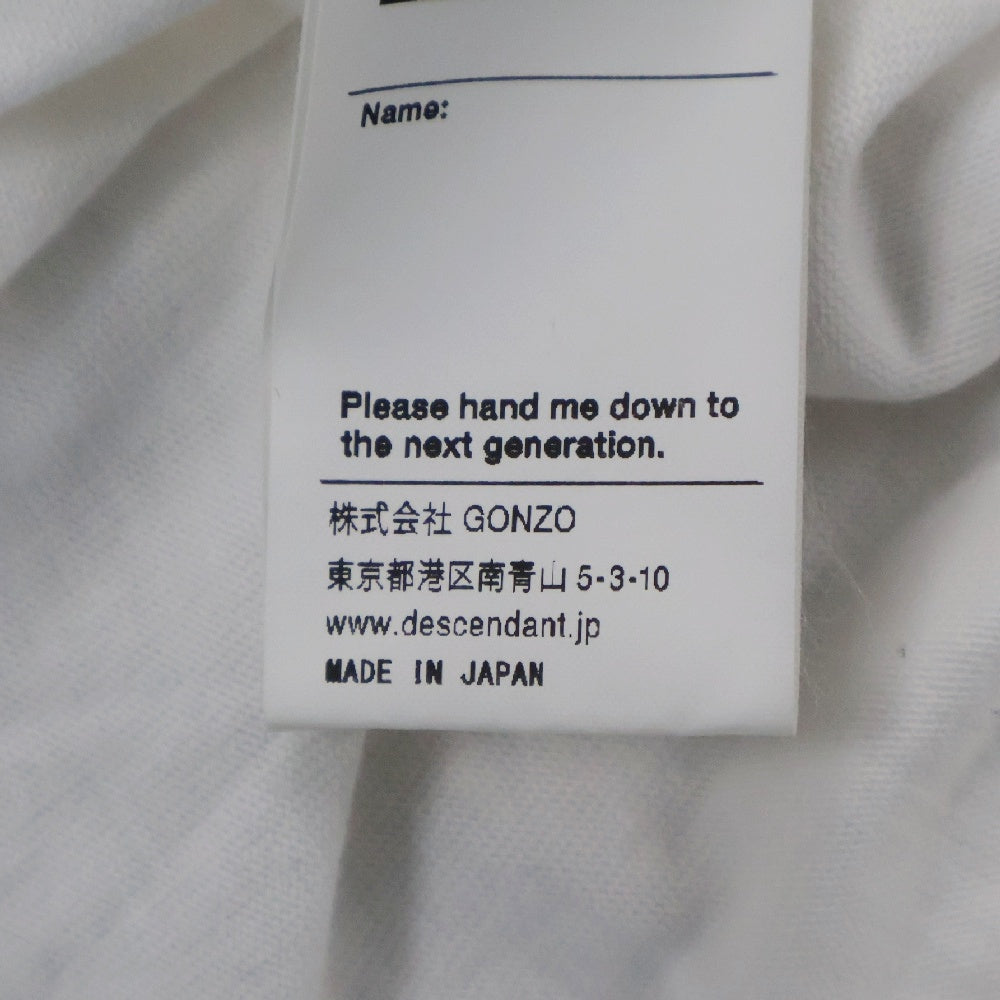 Name:
Please hand me down to
the next generation.
株式会社 GONZO
東京都港区南青山 5-3-10
www.descendant.jp
MADE IN JAPAN